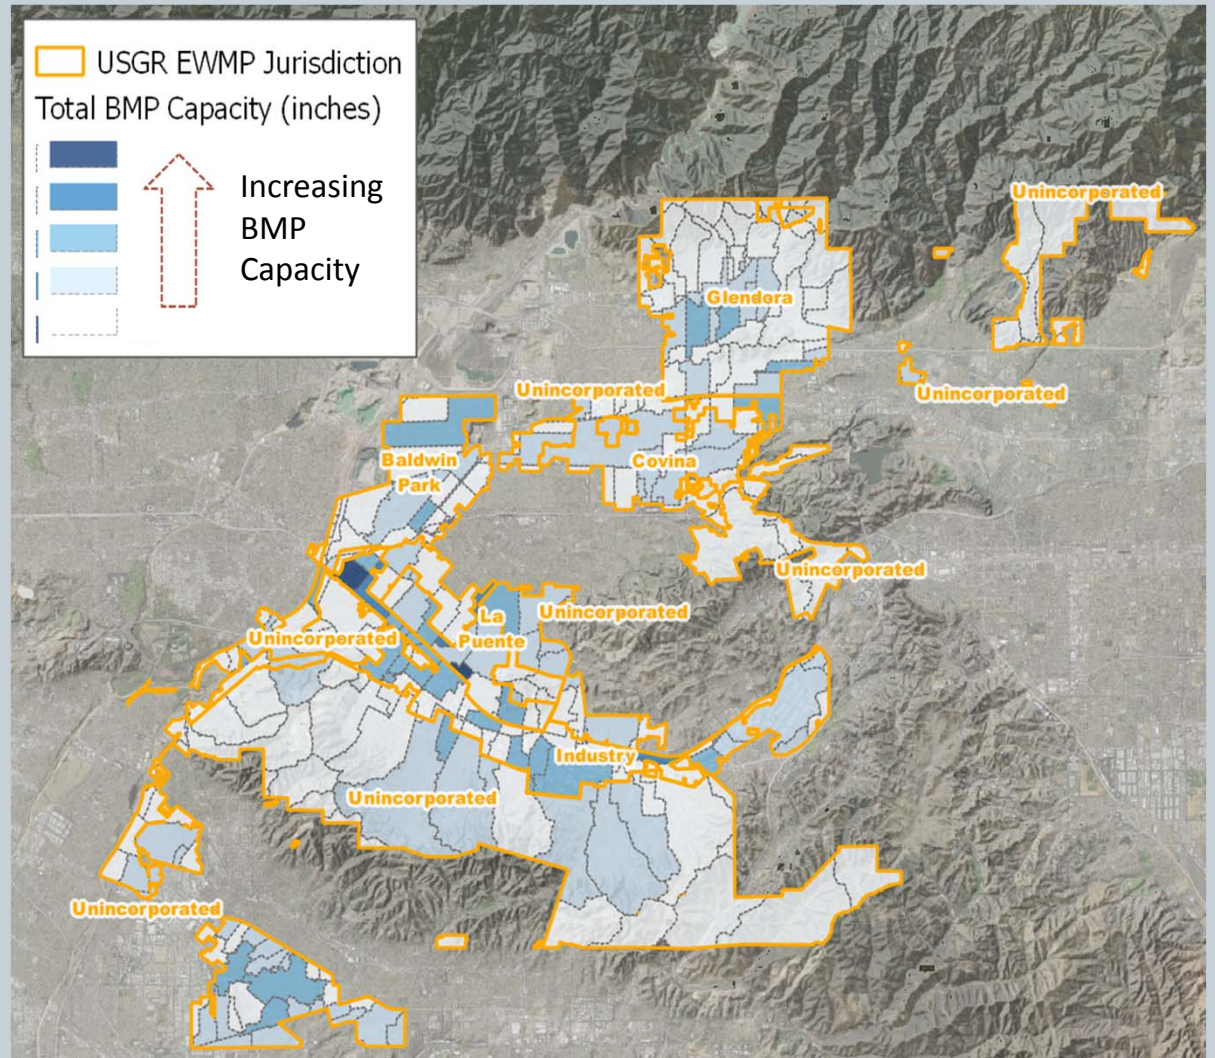 USGR EWMP Jurisdiction
Total BMP Capacity (inches)
Increasing
BMP
Capacity
Unincorporated
Glendora
Unincorporated
Unincorporated
Baldwin
Park
Covina
Unincorporated
La
Puente
Unincorporated
Unincorporated
Industry
Unincorporated
Unincorporated